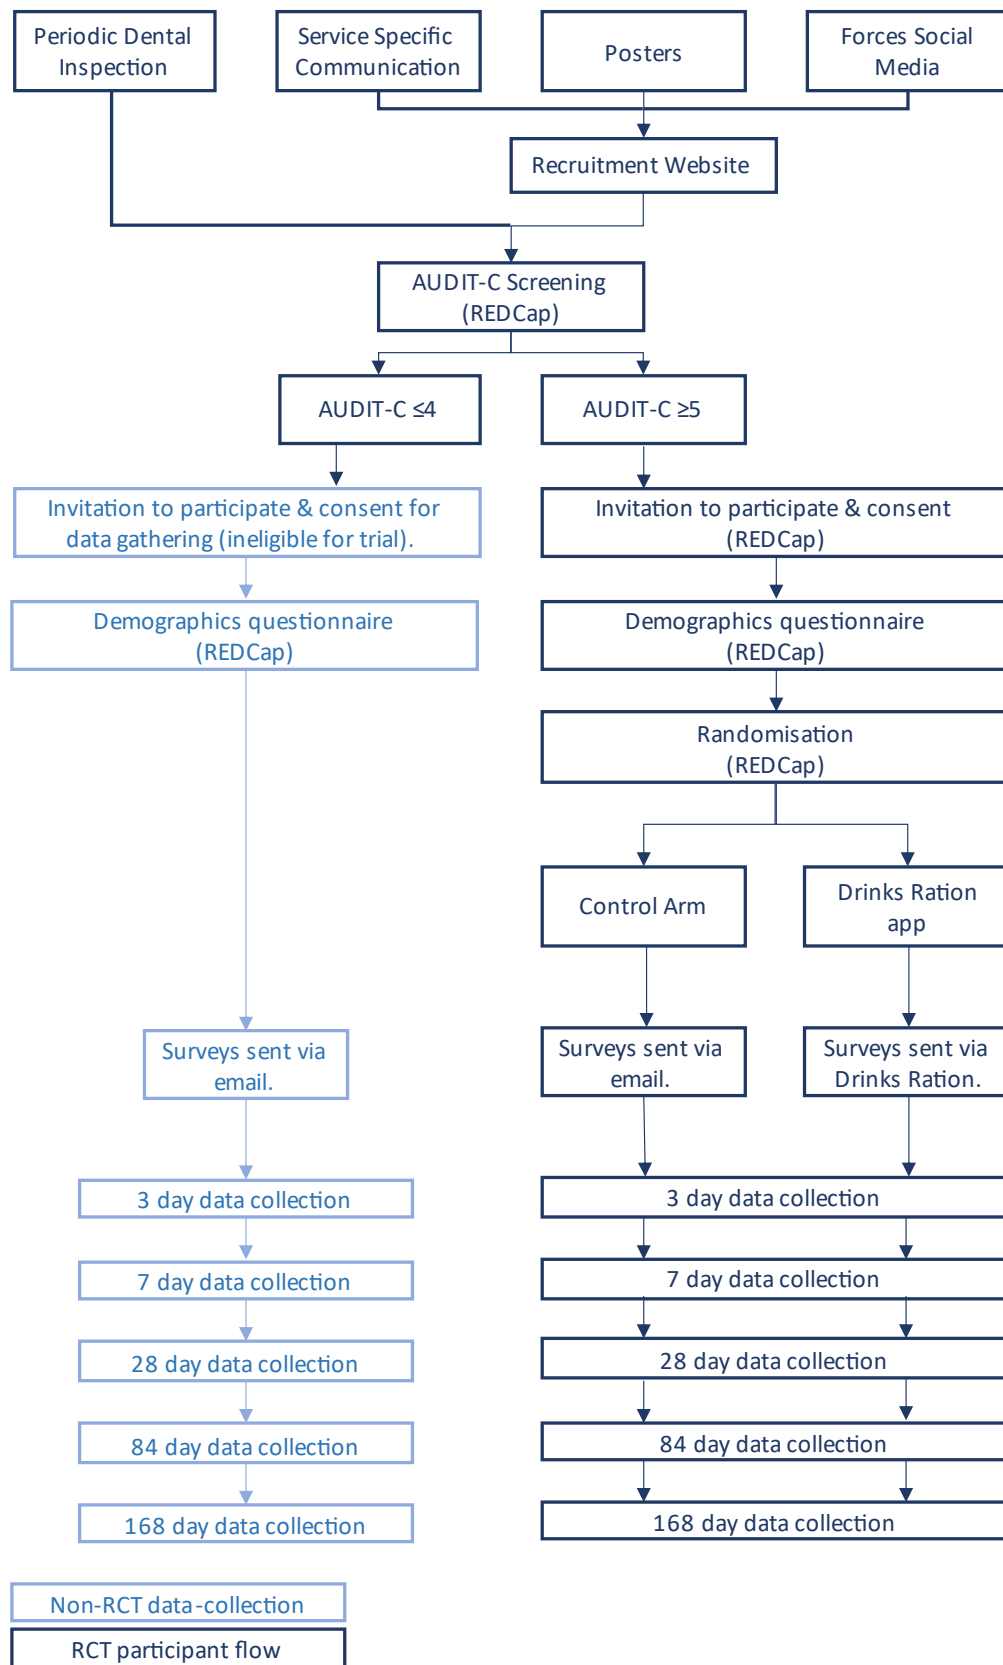 Periodic Dental
Inspection
Service Specific
Communication
Posters
Forces Social
Media
Recruitment Website
AUDIT-C Screening
(REDCap)
AUDIT-C ≤4
AUDIT-C ≥5
Invitation to participate & consent for
data gathering (ineligible for trial).
Invitation to participate & consent
(REDCap)
Demographics questionnaire
(REDCap)
Demographics questionnaire
(REDCap)
Randomisation
(REDCap)
Control Arm
Drinks Ration
app
Surveys sent via
email.
Surveys sent via
email.
Surveys sent via
Drinks Ration.
3 day data collection
3 day data collection
7 day data collection
7 day data collection
28 day data collection
28 day data collection
84 day data collection
84 day data collection
168 day data collection
168 day data collection
Non-RCT data-collection
RCT participant flow